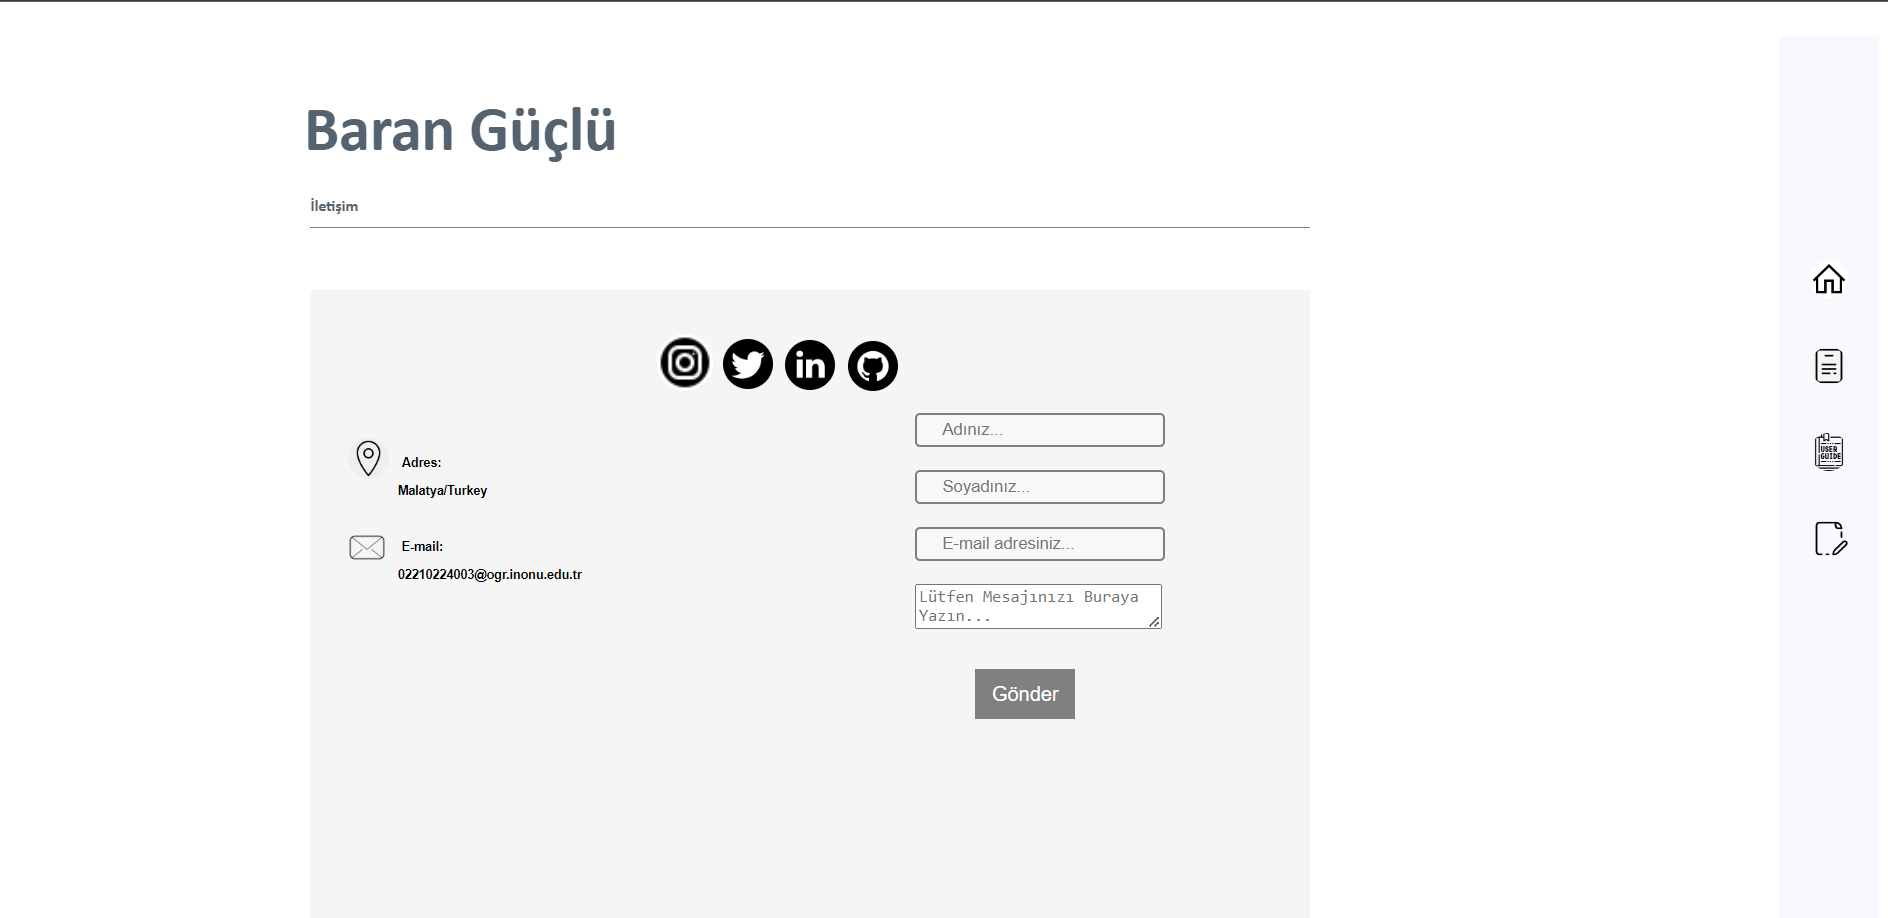 Baran Güçlü
İletişim
in
Adres:
Malatya/Turkey
E-mail:
02210224003@ogr.inonu.edu.tr
Adınız...
Soyadınız...
E-mail adresiniz...
Lütfen Mesajınızı Buraya
Yazın...
Gönder
USER
GUIDE